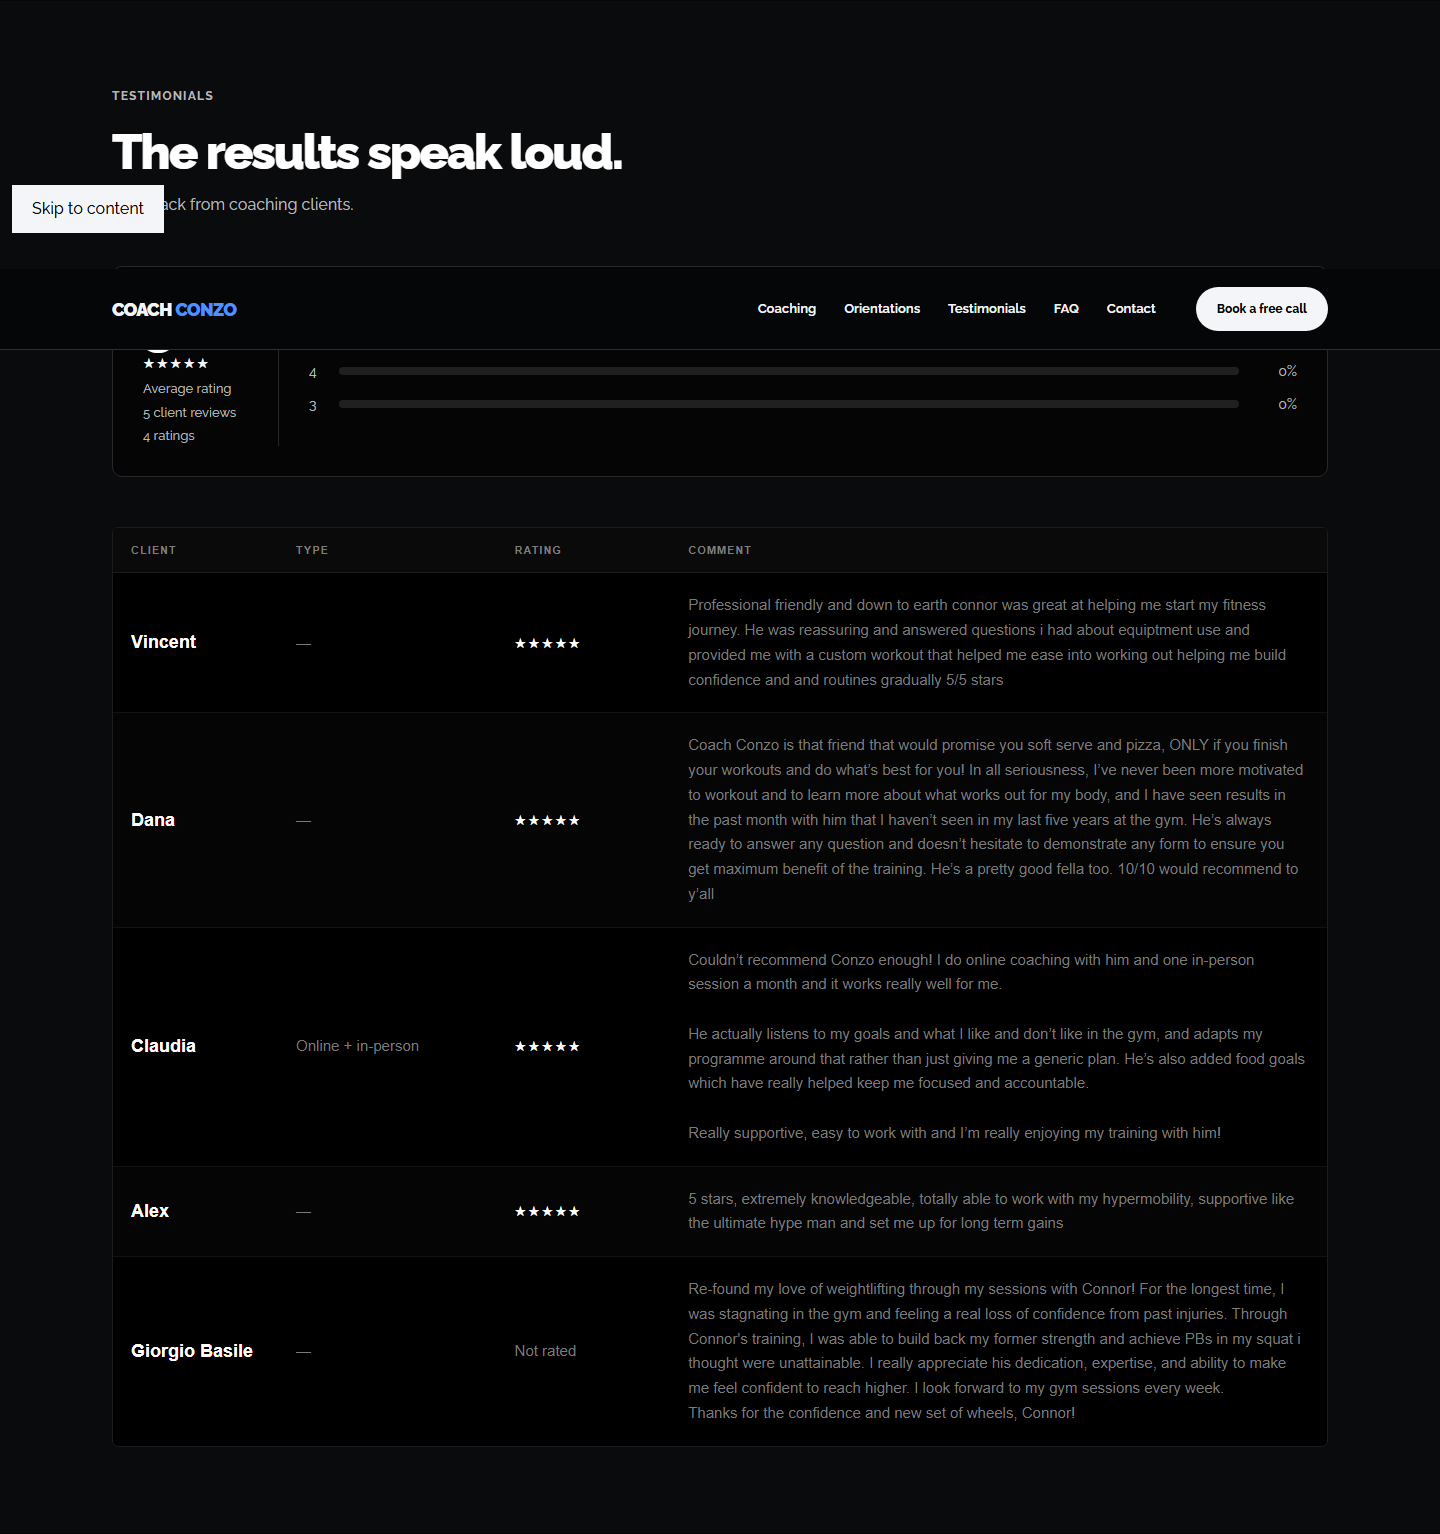 TESTIMONIALS
The results speak loud.
Skip to content
from coaching clients.
COACH CONZO
Coaching
Orientations
Testimonials
FAQ
Contact
Book a free call
★★★★★
Average rating
5 client reviews
4 ratings
4
0%
3
0%
CLIENT
TYPE
RATING
COMMENT
Vincent
—
★★★★★
Professional friendly and down to earth connor was great at helping me start my fitness
journey. He was reassuring and answered questions i had about equiptment use and
provided me with a custom workout that helped me ease into working out helping me build
confidence and and routines gradually 5/5 stars
Dana
—
★★★★★
Coach Conzo is that friend that would promise you soft serve and pizza, ONLY if you finish
your workouts and do what’s best for you! In all seriousness, I’ve never been more motivated
to workout and to learn more about what works out for my body, and I have seen results in
the past month with him that I haven’t seen in my last five years at the gym. He’s always
ready to answer any question and doesn’t hesitate to demonstrate any form to ensure you
get maximum benefit of the training. He’s a pretty good fella too. 10/10 would recommend to
y’all
Claudia
Online + in-person
★★★★★
Couldn’t recommend Conzo enough! I do online coaching with him and one in-person
session a month and it works really well for me.
He actually listens to my goals and what I like and don’t like in the gym, and adapts my
programme around that rather than just giving me a generic plan. He’s also added food goals
which have really helped keep me focused and accountable.
Really supportive, easy to work with and I’m really enjoying my training with him!
Alex
—
★★★★★
5 stars, extremely knowledgeable, totally able to work with my hypermobility, supportive like
the ultimate hype man and set me up for long term gains
Giorgio Basile
—
Not rated
Re-found my love of weightlifting through my sessions with Connor! For the longest time, I
was stagnating in the gym and feeling a real loss of confidence from past injuries. Through
Connor's training, I was able to build back my former strength and achieve PBs in my squat i
thought were unattainable. I really appreciate his dedication, expertise, and ability to make
me feel confident to reach higher. I look forward to my gym sessions every week.
Thanks for the confidence and new set of wheels, Connor!